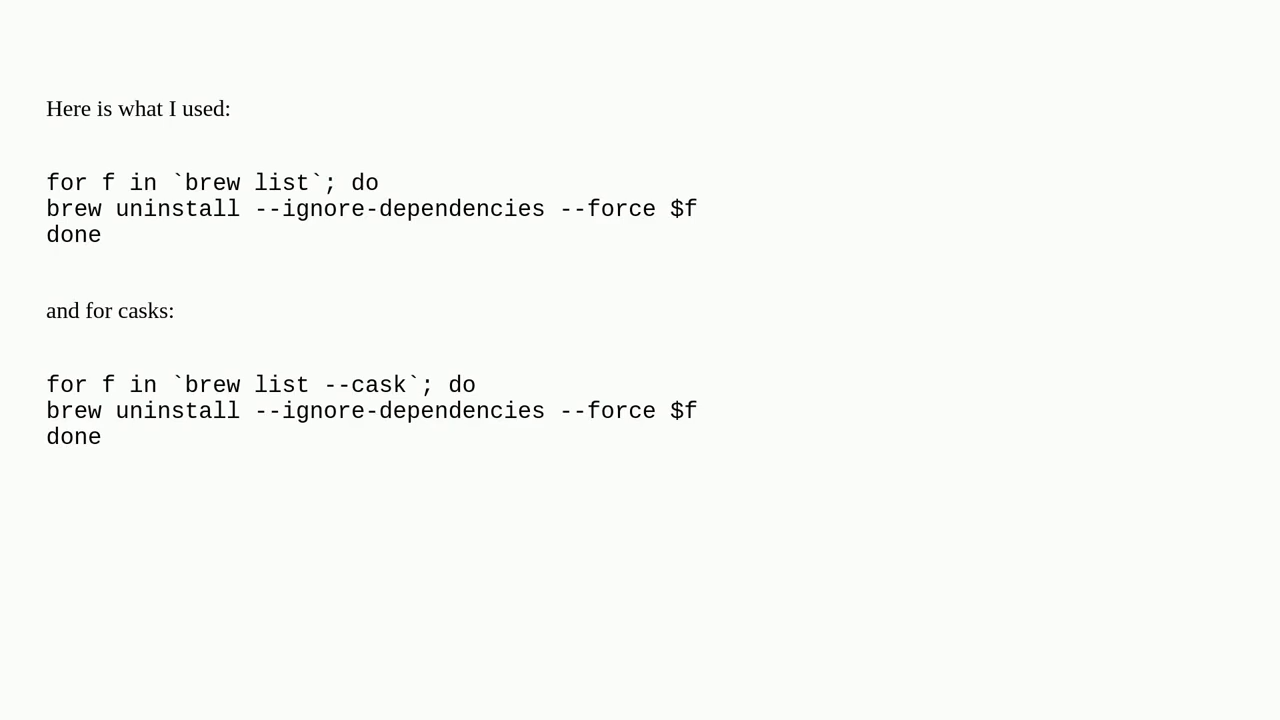 Here is what I used:
for f in `brew list`; do
brew uninstall --ignore-dependencies --force $f
done
and for casks:
for f in `brew list --cask`; do
brew uninstall --ignore-dependencies --force $f
done